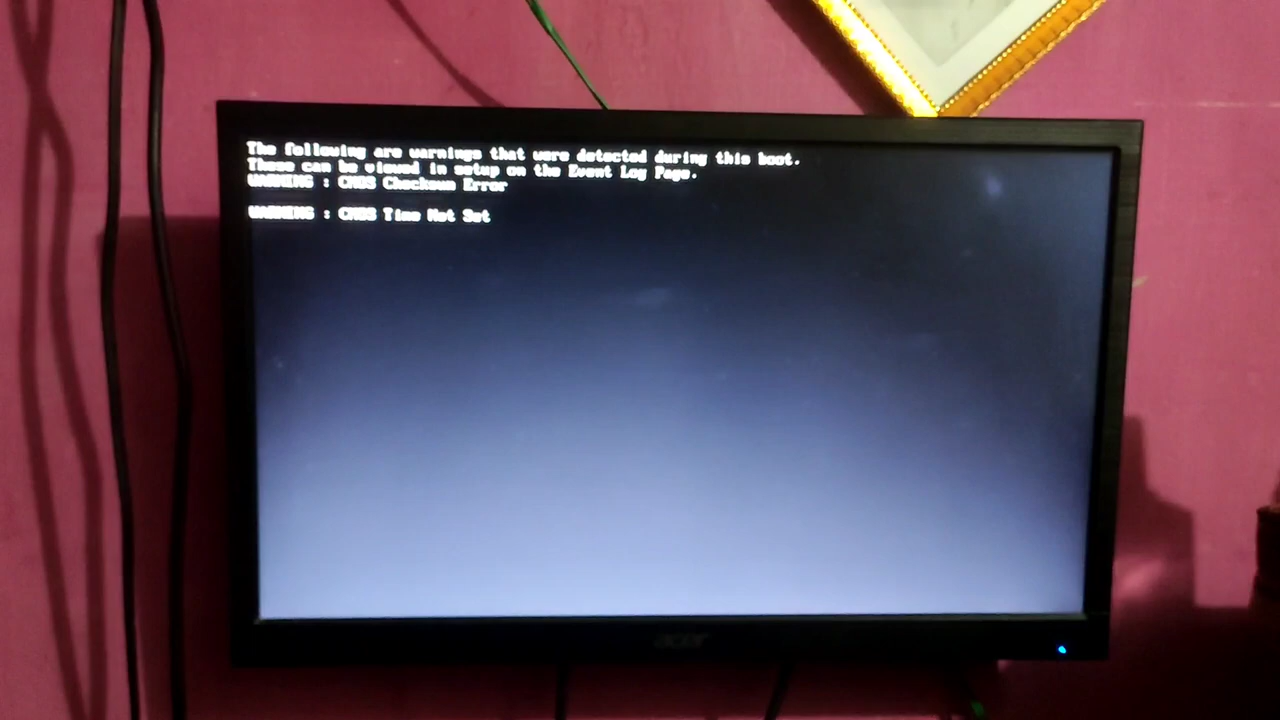 The following are warnings that were detected during this boot.
These can be viewed in setup on the Event Log Page.
WARNING : CMOS Checksum Error
WARNING : CMOS Time Not Set
acer